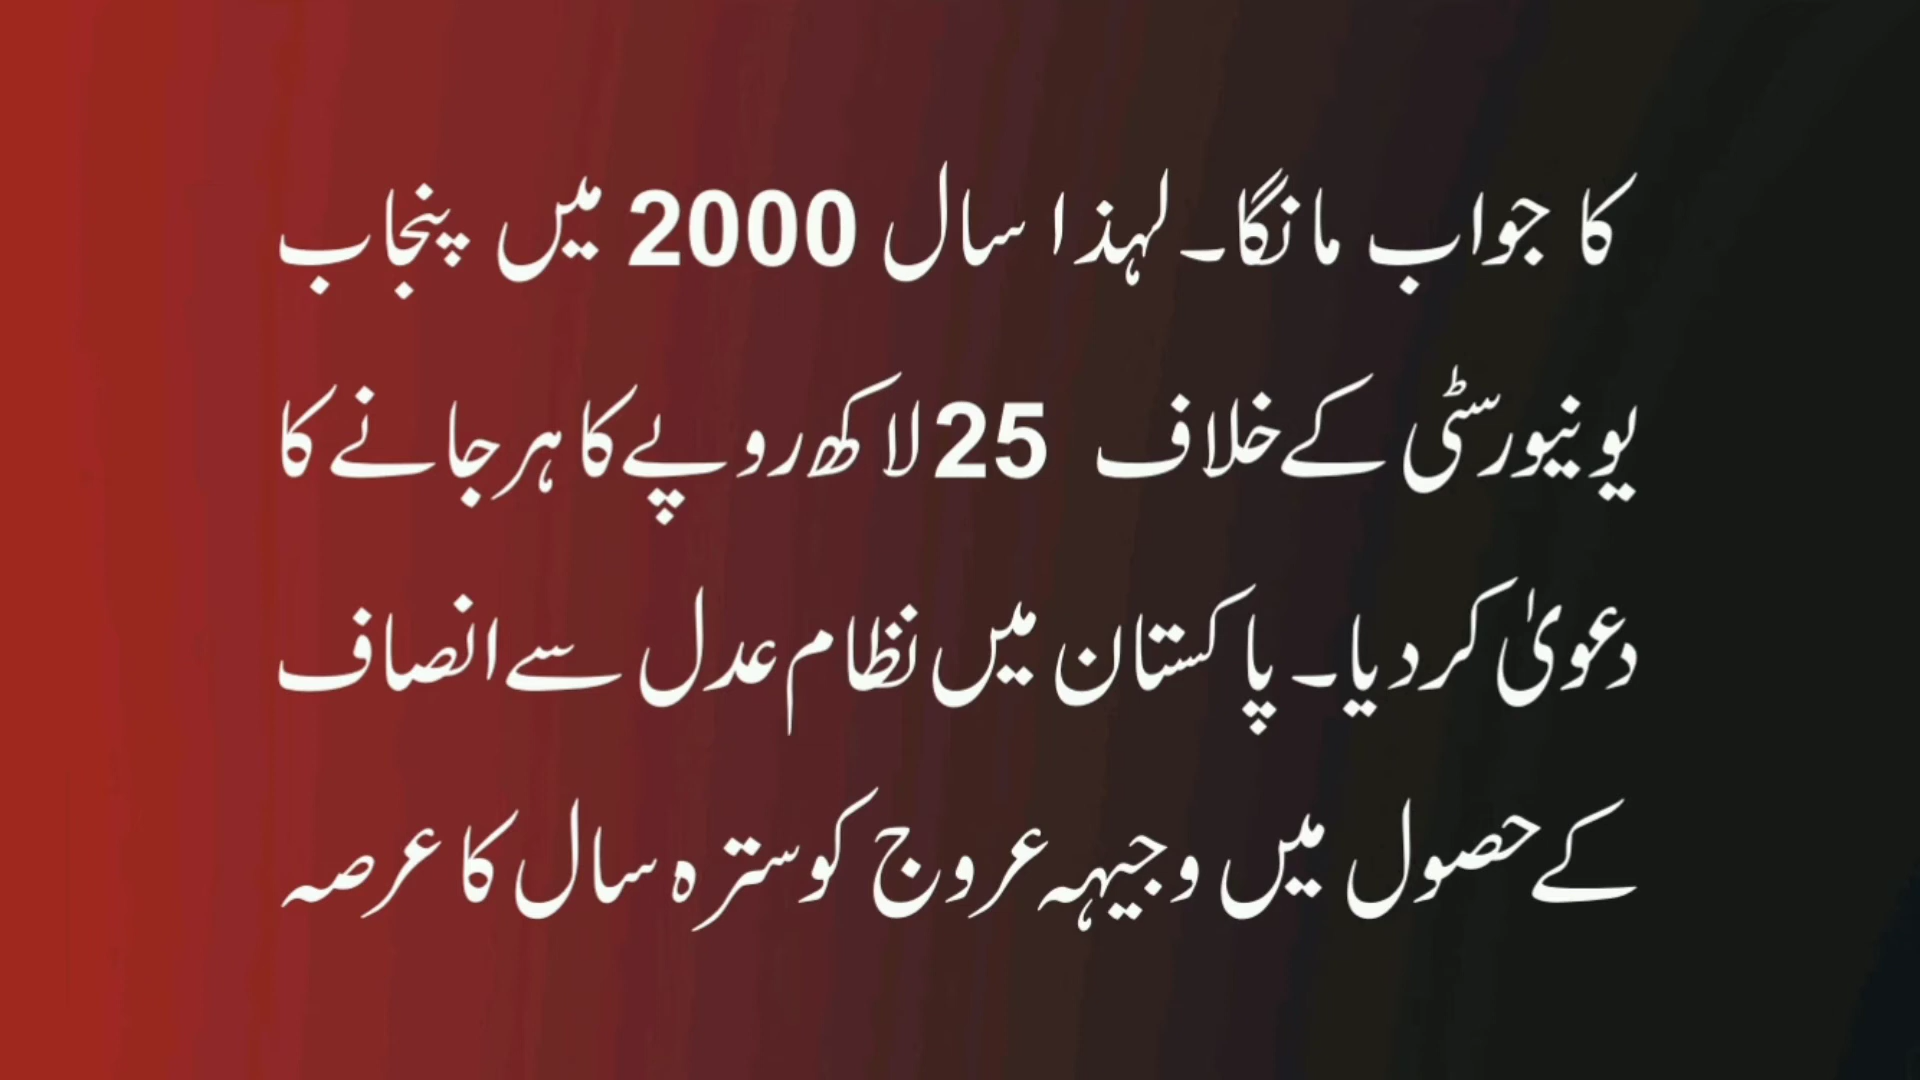 کا جواب مانگا۔ لہذا سال 2000 میں پنجاب
یونیورسٹی کے خلاف 25 لاکھ روپے کا ہرجانے کا
دعویٰ کر دیا۔ پاکستان میں نظام عدل سے انصاف
کے حصول میں وجیہہ عروج کو سترہ سال کا عرصہ